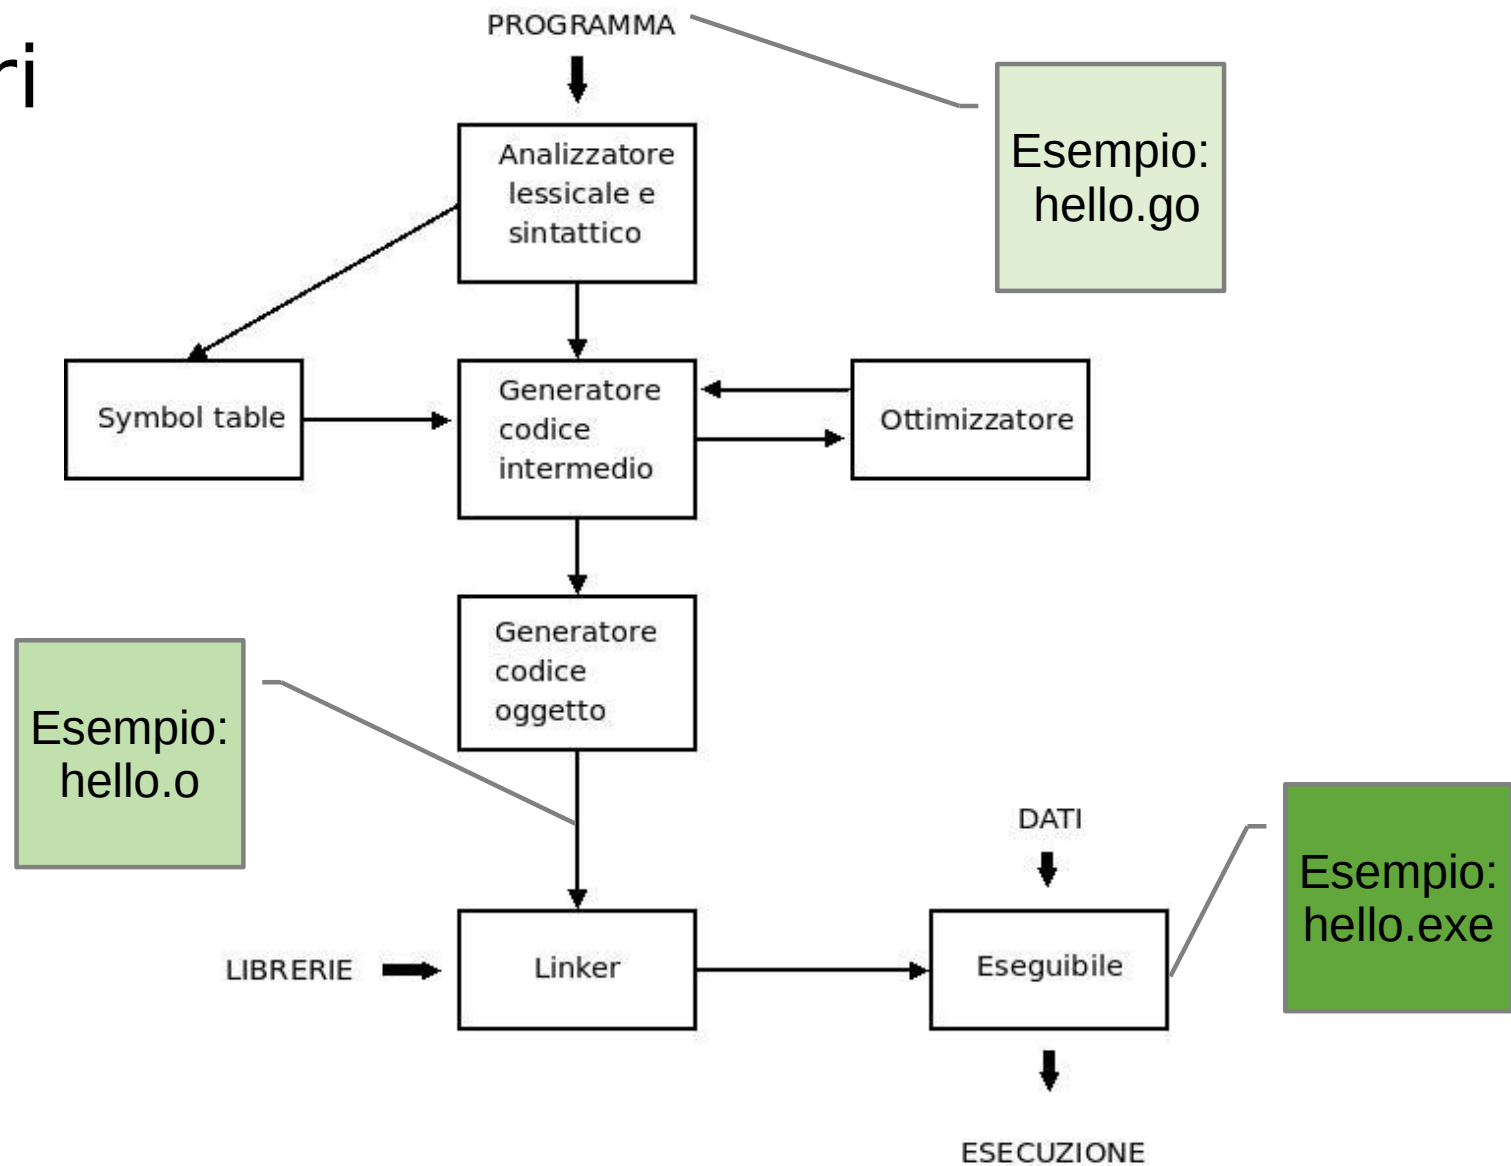 ri
PROGRAMMA
Esempio:
hello.go
Analizzatore
lessicale e
sintattico
Symbol table
Generatore
codice
intermedio
Ottimizzatore
Generatore
codice
oggetto
Esempio:
hello.o
DATI
Esempio:
hello.exe
LIBRERIE
Linker
Eseguibile
ESECUZIONE